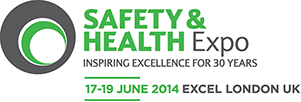 SAFETY &
HEALTH Expo
INSPIRING EXCELLENCE FOR 30 YEARS
17-19 JUNE 2014 EXCEL LONDON UK